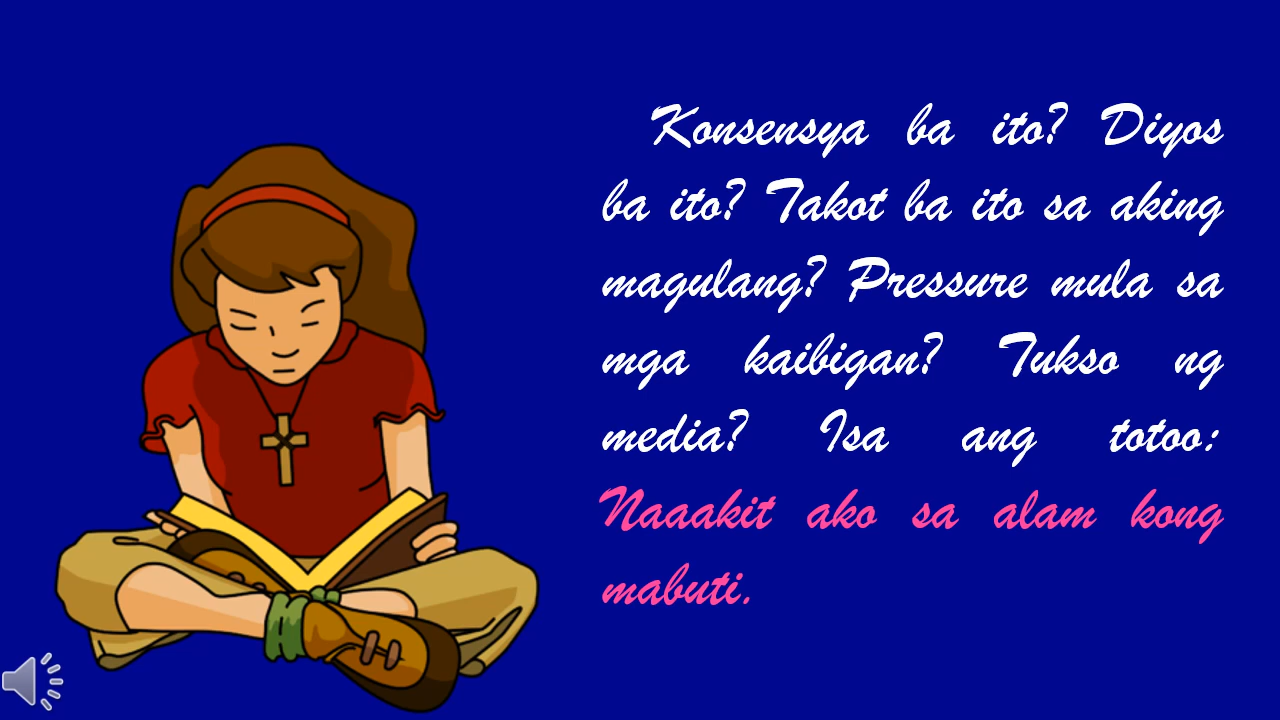 Konsensya ba ito? Diyos
ba ito? Takot ba ito sa aking
magulang? Pressure mula sa
mga kaibigan? Tukso ng
media? Isa ang totoo:
Naaakit ako sa alam kong
mabuti.